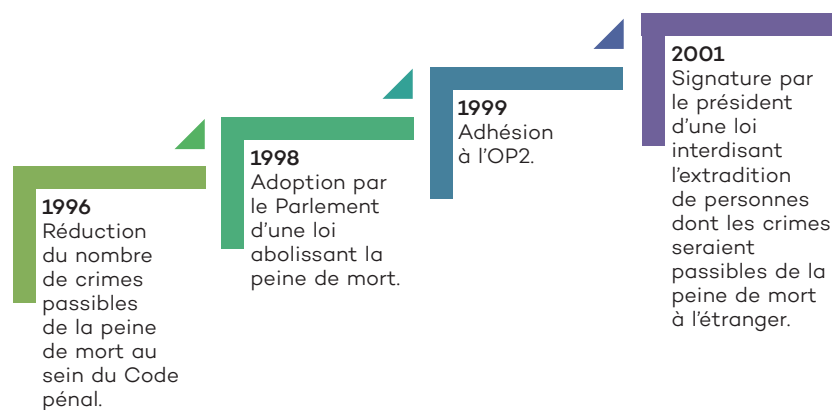 1996
Réduction
du nombre
de crimes
passibles
de la peine
de mort au
sein du Code
pénal.
1998
Adoption par
le Parlement
d’une loi
abolissant la
peine de mort.
1999
Adhésion
à l’OP2.
2001
Signature par
le président
d’une loi
interdisant
l’extradition
de personnes
dont les crimes
seraient
passibles de la
peine de mort
à l’étranger.